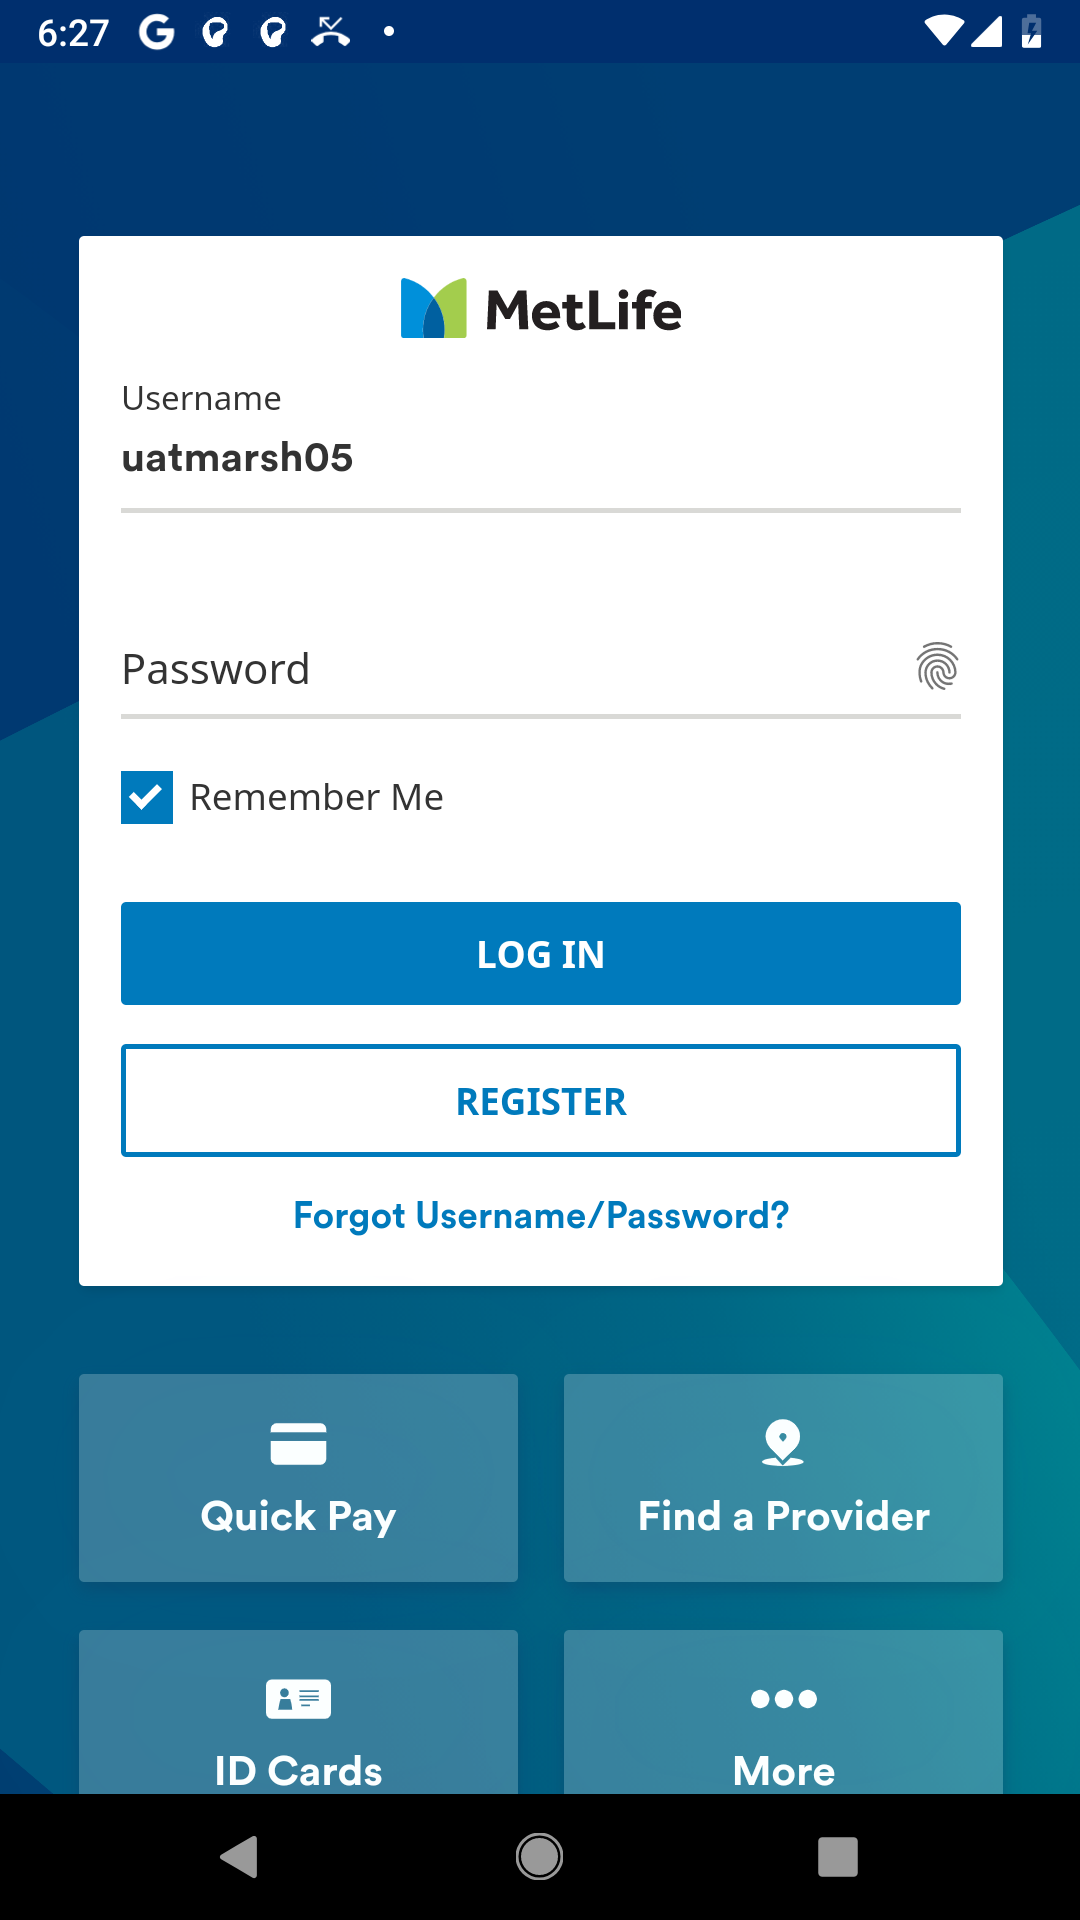 6:27
MetLife
Username
uatmarsh05
Password
Remember Me
LOG IN
REGISTER
Forgot Username/Password?
Quick Pay
Find a Provider
ID Cards
More